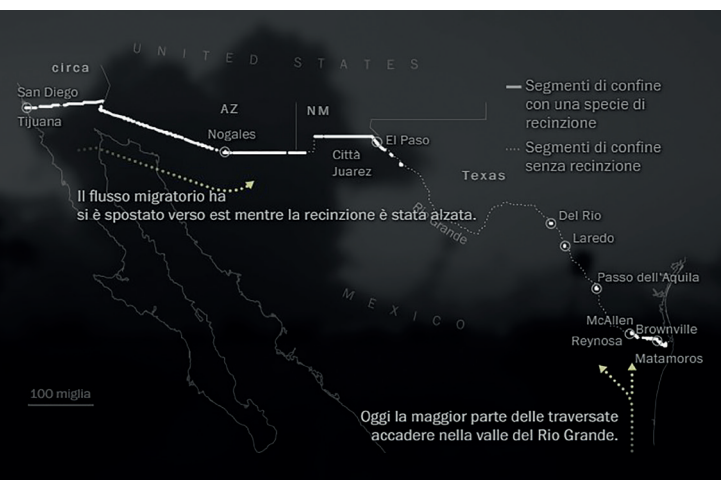 UNITED STATES
circa
San Diego
Tijuana
AZ
NM
Nogales
El Paso
Città
Juarez
Segmenti di confine
con una specie di
recinzione
Segmenti di confine
senza recinzione
Texas
Il flusso migratorio ha
si è spostato verso est mentre la recinzione è stata alzata.
Rio Grande
Del Rio
Laredo
Passo dell'Aquila
MEXICO
McAllen
Brownville
Reynosa
Matamoros
100 miglia
Oggi la maggior parte delle traversate
accadere nella valle del Rio Grande.